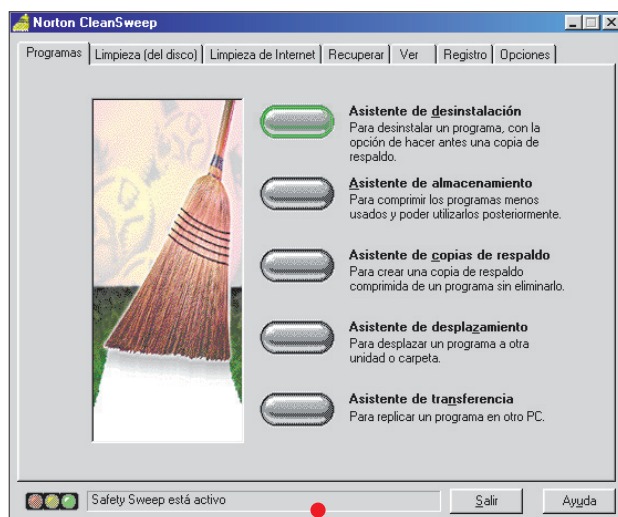 Norton CleanSweep
Programas Limpieza (del disco) Limpieza de Internet Recuperar Ver Registro Opciones
Asistente de desinstalación
Para desinstalar un programa, con la
opción de hacer antes una copia de
respaldo.
Asistente de almacenamiento
Para comprimir los programas menos
usados y poder utilizarlos posteriormente.
Asistente de copias de respaldo
Para crear una copia de respaldo
comprimida de un programa sin eliminarlo.
Asistente de desplazamiento
Para desplazar un programa a otra
unidad o carpeta.
Asistente de transferencia
Para replicar un programa en otro PC.
Safety Sweep está activo Salir Ayuda